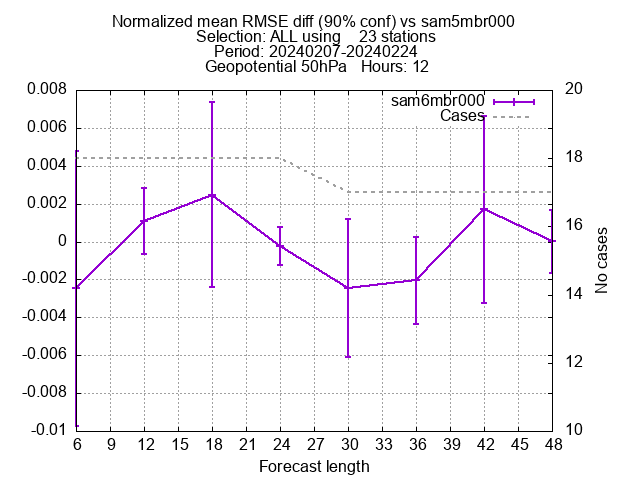 Normalized mean RMSE diff (90% conf) vs sam5mbr000
Selection: ALL using    23 stations
Period: 20240207-20240224
Geopotential 50hPa   Hours: 12
sam6mbr000
Cases
0.008
0.006
0.004
0.002
0
-0.002
-0.004
-0.006
-0.008
-0.01
20
18
16
14
12
10
No cases
6 9 12 15 18 21 24 27 30 33 36 39 42 45 48
Forecast length